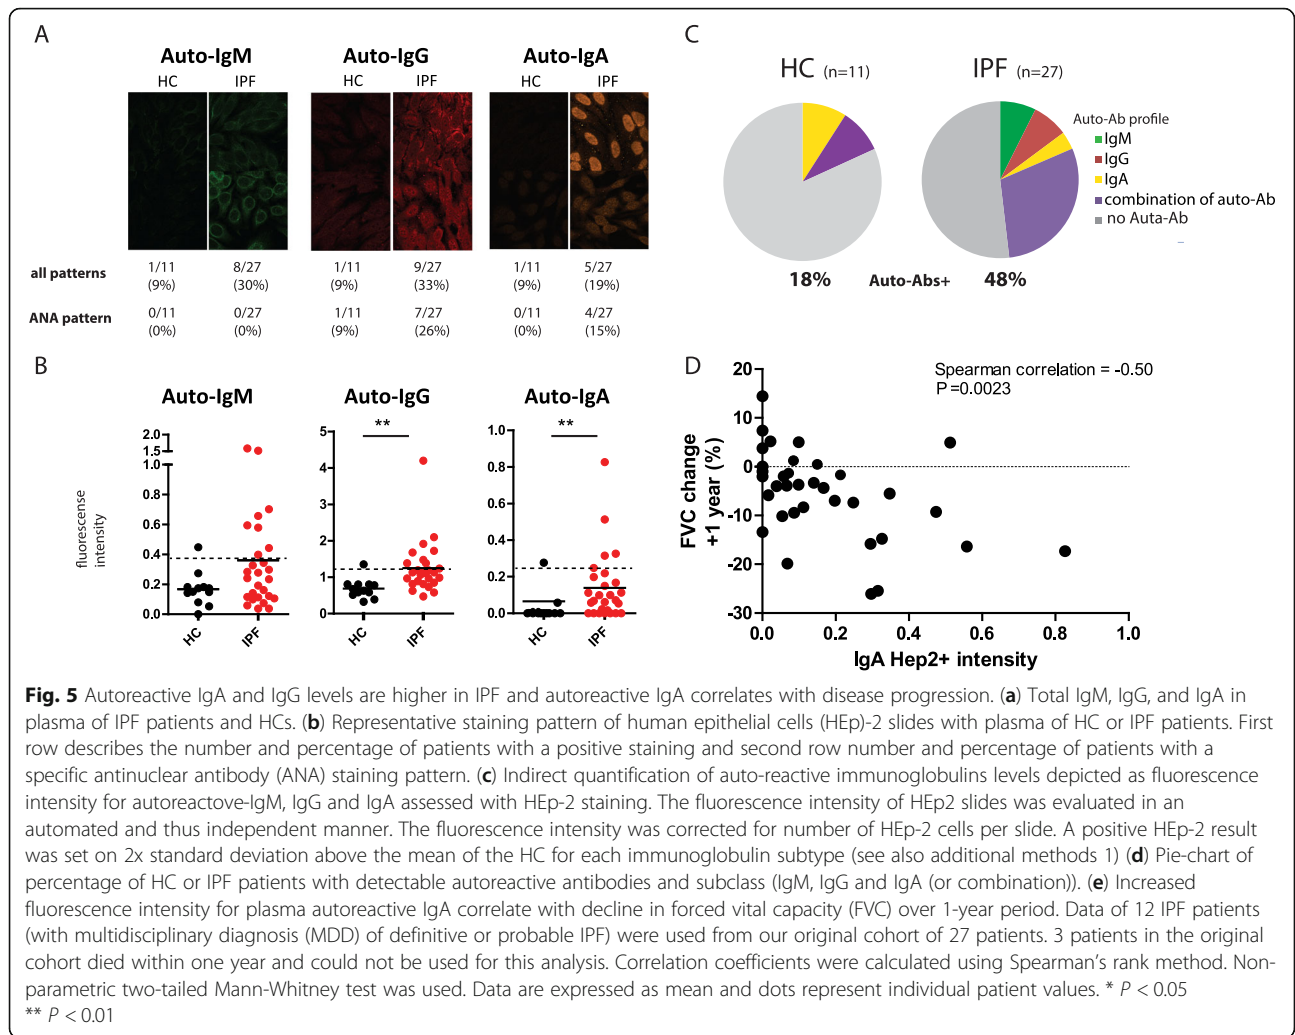 A
Auto-IgM Auto-IgG Auto-IgA
HC IPF HC IPF HC IPF
all patterns 1/11 8/27 1/11 9/27 1/11 5/27
(9%) (30%) (9%) (33%) (9%) (19%)
ANA pattern 0/11 0/27 1/11 7/27 0/11 4/27
(0%) (0%) (9%) (26%) (0%) (15%)
C
HC (n=11) IPF (n=27)
Auto-Ab profile
IgM
IgG
IgA
combination of auto-Ab
no Auta-Ab
18% Auto-Abs+ 48%
B
Auto-IgM Auto-IgG Auto-IgA
fluorescense
intensity
2.0
1.5
1.0
0.8
0.6
0.4
0.2
0.0
HC IPF
**
5
4
3
2
1
0
HC IPF
**
1.0
0.8
0.6
0.4
0.2
0.0
HC IPF
D
Spearman correlation = -0.50
P=0.0023
FVC change
+1 year (%)
20
10
0
-10
-20
-30
0.0 0.2 0.4 0.6 0.8 1.0
IgA Hep2+ intensity
Fig. 5 Autoreactive IgA and IgG levels are higher in IPF and autoreactive IgA correlates with disease progression. (a) Total IgM, IgG, and IgA in
plasma of IPF patients and HCs. (b) Representative staining pattern of human epithelial cells (HEp)-2 slides with plasma of HC or IPF patients. First
row describes the number and percentage of patients with a positive staining and second row number and percentage of patients with a
specific antinuclear antibody (ANA) staining pattern. (c) Indirect quantification of auto-reactive immunoglobulins levels depicted as fluorescence
intensity for autoreactove-IgM, IgG and IgA assessed with HEp-2 staining. The fluorescence intensity of HEp2 slides was evaluated in an
automated and thus independent manner. The fluorescence intensity was corrected for number of HEp-2 cells per slide. A positive HEp-2 result
was set on 2x standard deviation above the mean of the HC for each immunoglobulin subtype (see also additional methods 1) (d) Pie-chart of
percentage of HC or IPF patients with detectable autoreactive antibodies and subclass (IgM, IgG and IgA (or combination)). (e) Increased
fluorescence intensity for plasma autoreactive IgA correlate with decline in forced vital capacity (FVC) over 1-year period. Data of 12 IPF patients
(with multidisciplinary diagnosis (MDD) of definitive or probable IPF) were used from our original cohort of 27 patients. 3 patients in the original
cohort died within one year and could not be used for this analysis. Correlation coefficients were calculated using Spearman's rank method. Non-
parametric two-tailed Mann-Whitney test was used. Data are expressed as mean and dots represent individual patient values. * P < 0.05
** P < 0.01